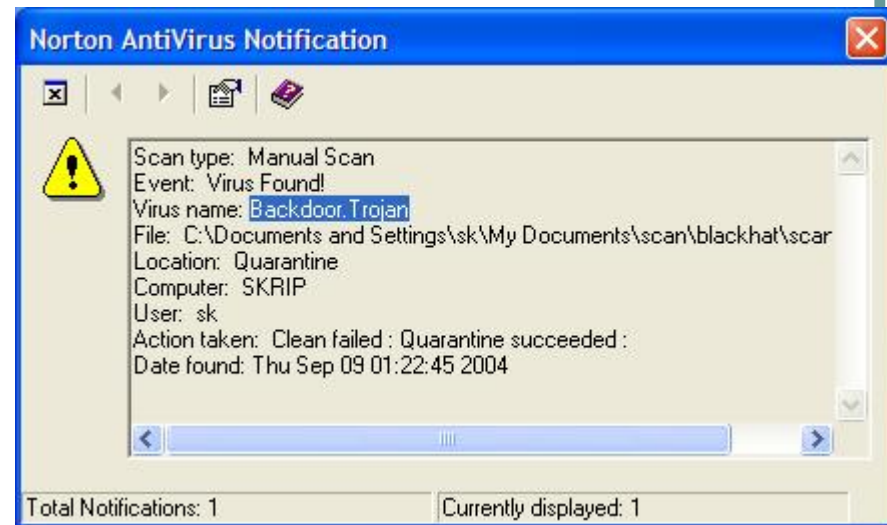 Norton AntiVirus Notification
Scan type: Manual Scan
Event: Virus Found!
Virus name: Backdoor.Trojan
File: C:\Documents and Settings\sk\My Documents\scan\blackhat\scar
Location: Quarantine
Computer: SKRIP
User: sk
Action taken: Clean failed : Quarantine succeeded :
Date found: Thu Sep 09 01:22:45 2004
Total Notifications: 1
Currently displayed: 1